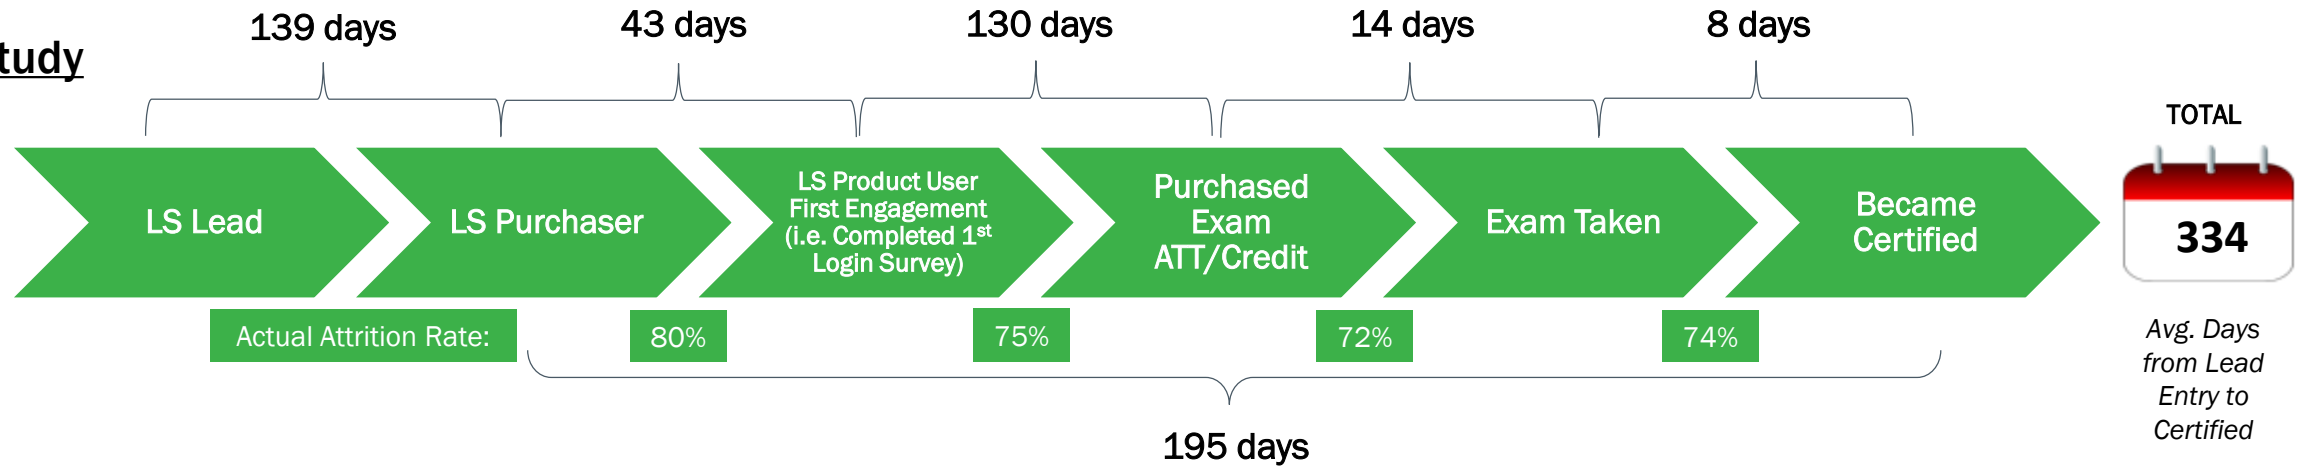 139 days
43 days
130 days
14 days
8 days
tudy
TOTAL
LS Lead
LS Purchaser
LS Product User
First Engagement
(i.e. Completed 1st
Login Survey)
Purchased
Exam
ATT/Credit
Exam Taken
Became
Certified
334
Actual Attrition Rate:
80%
75%
72%
74%
Avg. Days
from Lead
Entry to
Certified
195 days